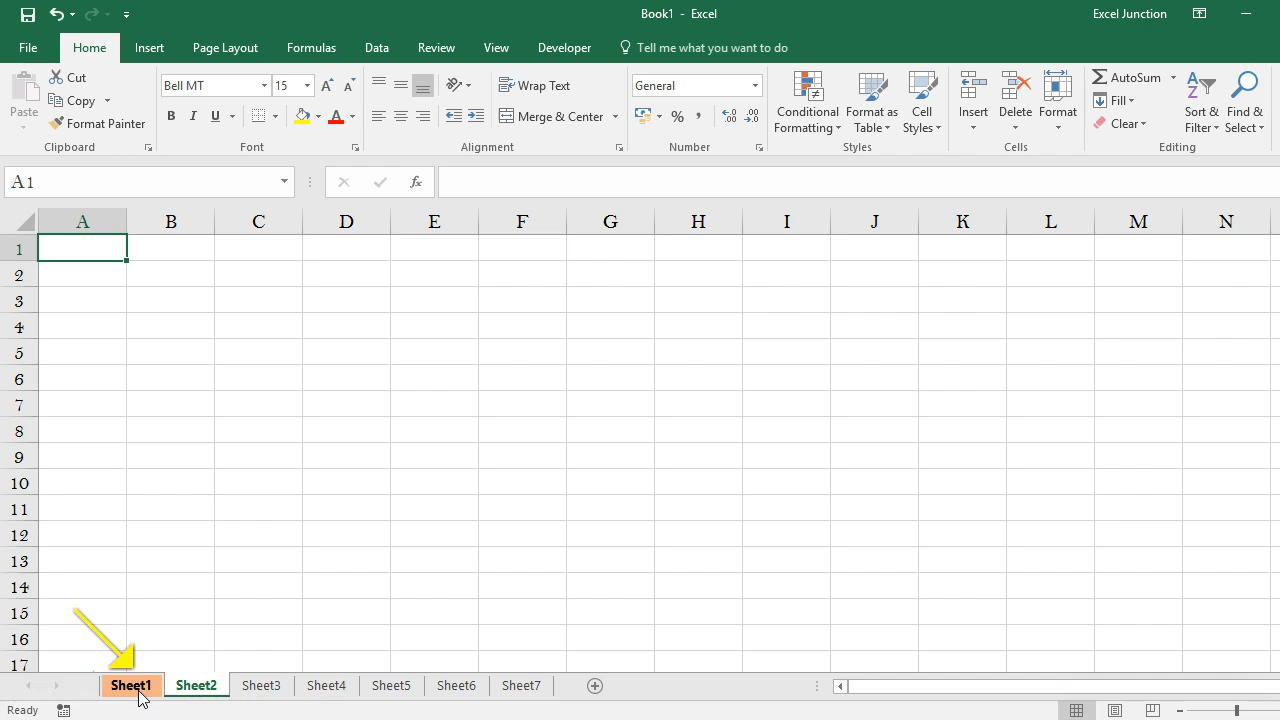 Book1 - Excel
Excel Junction
File Home Insert Page Layout Formulas Data Review View Developer Tell me what you want to do
Paste
Cut
Copy
Format Painter
Clipboard
Bell MT 15 A A
B I U A
Font
Wrap Text
Merge & Center
Alignment
General
% ,
Number
Conditional Formatting
Format as Table
Cell Styles
Styles
Insert
Delete
Format
Cells
AutoSum
Fill
Clear
Sort & Filter
Find & Select
Editing
A1
fx
A B C D E F G H I J K L M N
1
2
3
4
5
6
7
8
9
10
11
12
13
14
15
16
17
Sheet1 Sheet2 Sheet3 Sheet4 Sheet5 Sheet6 Sheet7
Ready